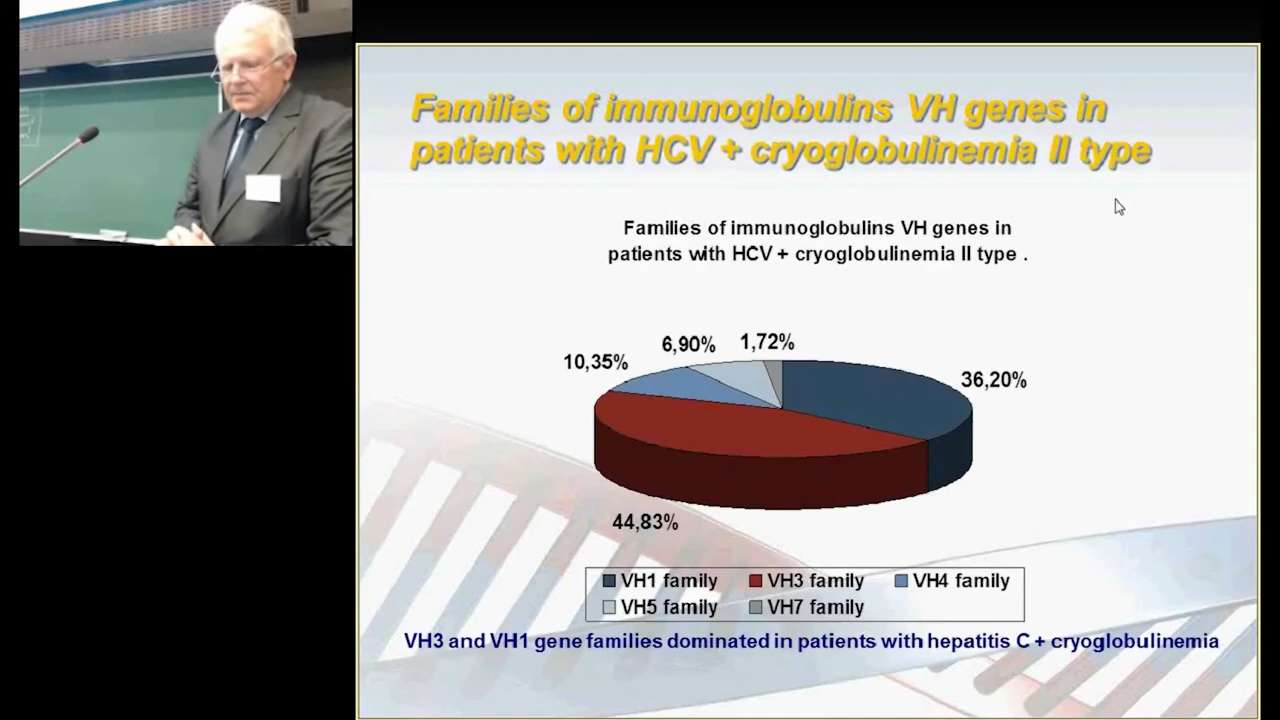 Families of immunoglobulins VH genes in
patients with HCV + cryoglobulinemia II type
Families of immunoglobulins VH genes in
patients with HCV + cryoglobulinemia II type .
6,90%
1,72%
10,35%
36,20%
44,83%
VH1 family
VH3 family
VH4 family
VH5 family
VH7 family
VH3 and VH1 gene families dominated in patients with hepatitis C + cryoglobulinemia